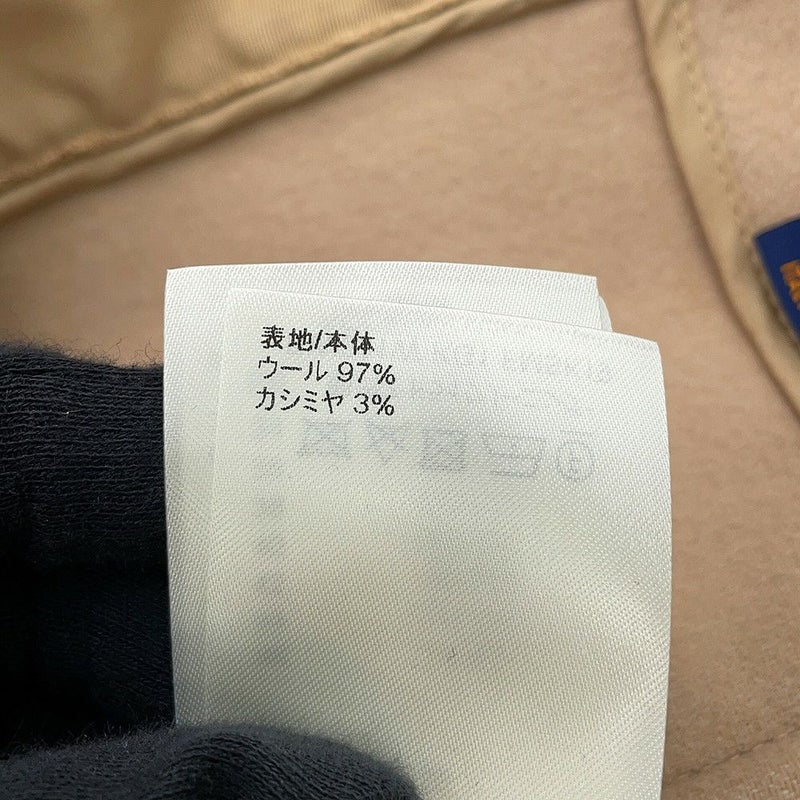 表地/本体
ウール 97%
カシミヤ 3%